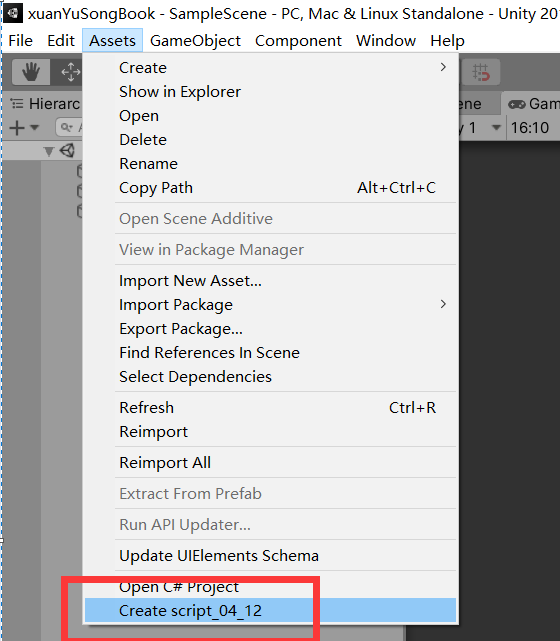 xuanYuSongBook - SampleScene - PC, Mac & Linux Standalone - Unity 201
File Edit Assets GameObject Component Window Help
Hierarc
ene Gam
y 1 16:10
Create
Show in Explorer
Open
Delete
Rename
Copy Path Alt+Ctrl+C
Open Scene Additive
View in Package Manager
Import New Asset...
Import Package
Export Package...
Find References In Scene
Select Dependencies
Refresh Ctrl+R
Reimport
Reimport All
Extract From Prefab
Run API Updater...
Update UIElements Schema
Open C# Project
Create script_04_12